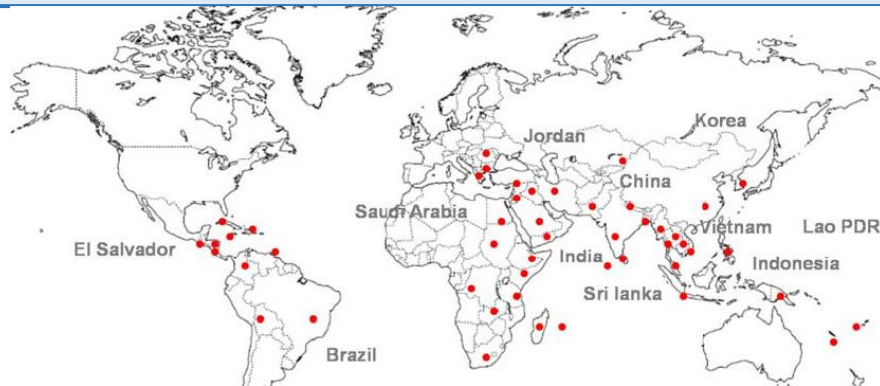 Korea
Jordan
China
Saudi Arabia
Vietnam
Lao PDR
El Salvador
India
Indonesia
Sri lanka
Brazil